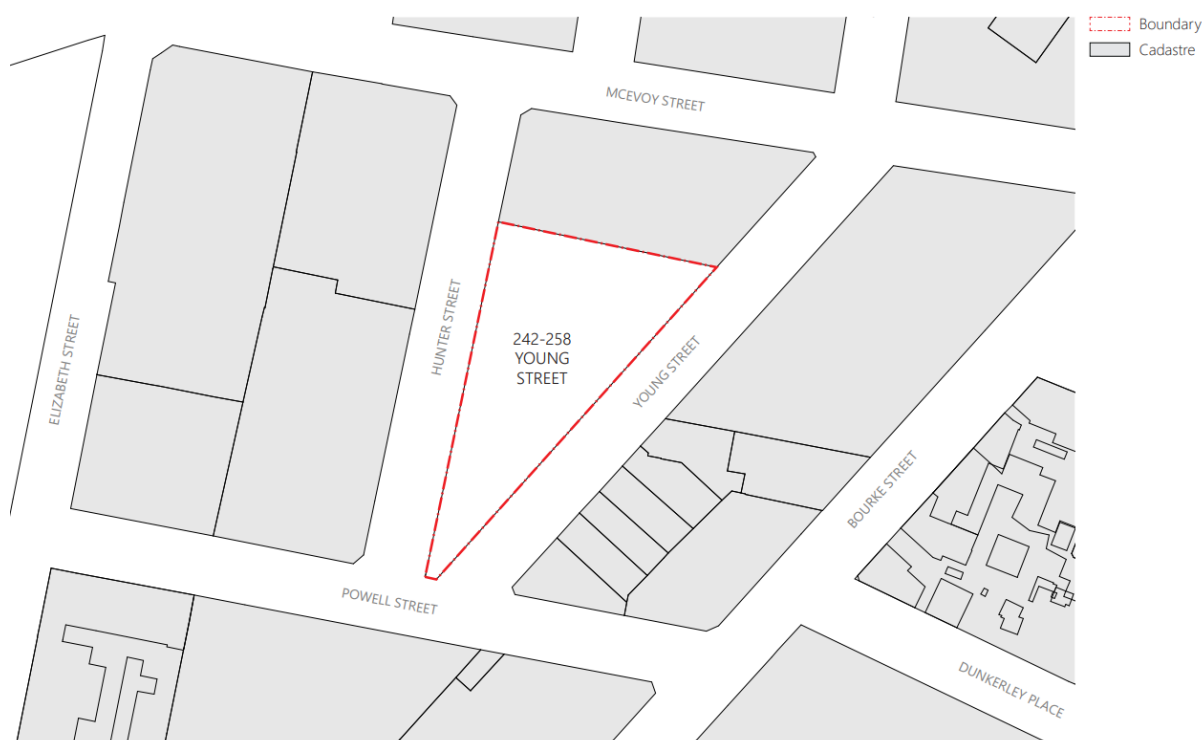 Boundary
Cadastre
MCEVOY STREET
HUNTER STREET
ELIZABETH STREET
242-258
YOUNG
STREET
YOUNG STREET
BOURKE STREET
POWELL STREET
DUNKERLEY PLACE